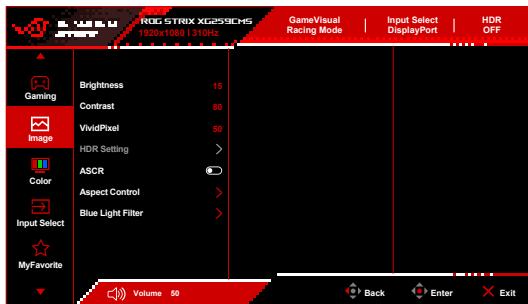 ROG STRIX XG259CMS
1920x1080 | 310Hz
GameVisual
Racing Mode
Input Select
DisplayPort
HDR
OFF
Gaming
Image
Color
Input Select
MyFavorite
Brightness 15
Contrast 80
VividPixel 50
HDR Setting
ASCR
Aspect Control
Blue Light Filter
Volume 50
Back
Enter
Exit